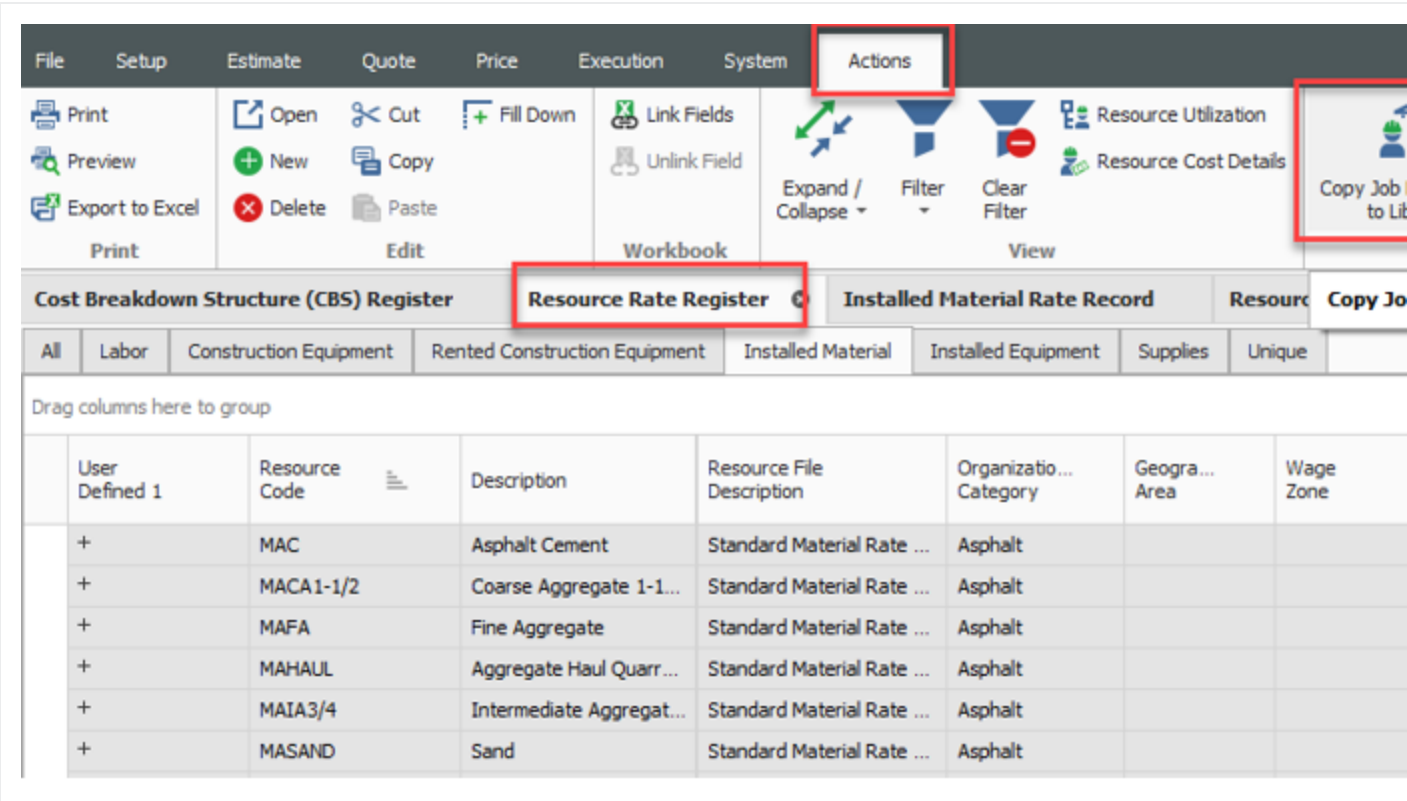 File Setup Estimate Quote Price Execution System Actions
Print Open Cut Fill Down Link Fields Resource Utilization
Preview New Copy Unlink Field Resource Cost Details
Export to Excel Delete Paste
Expand / Collapse Filter Clear Filter
Copy Job
to
Print Edit Workbook View
Cost Breakdown Structure (CBS) Register Resource Rate Register Installed Material Rate Record Copy
All Labor Construction Equipment Rented Construction Equipment Installed Material Installed Equipment Supplies Unique
Drag columns here to group
User Defined 1 Resource Code Description Resource File Description Organizatio... Category Geogra... Area Wage Zone
+ MAC Asphalt Cement Standard Material Rate ... Asphalt
+ MACA1-1/2 Coarse Aggregate 1-1... Standard Material Rate ... Asphalt
+ MAFA Fine Aggregate Standard Material Rate ... Asphalt
+ MAHAUL Aggregate Haul Quarr... Standard Material Rate ... Asphalt
+ MAIA3/4 Intermediate Aggregat... Standard Material Rate ... Asphalt
+ MASAND Sand Standard Material Rate ... Asphalt